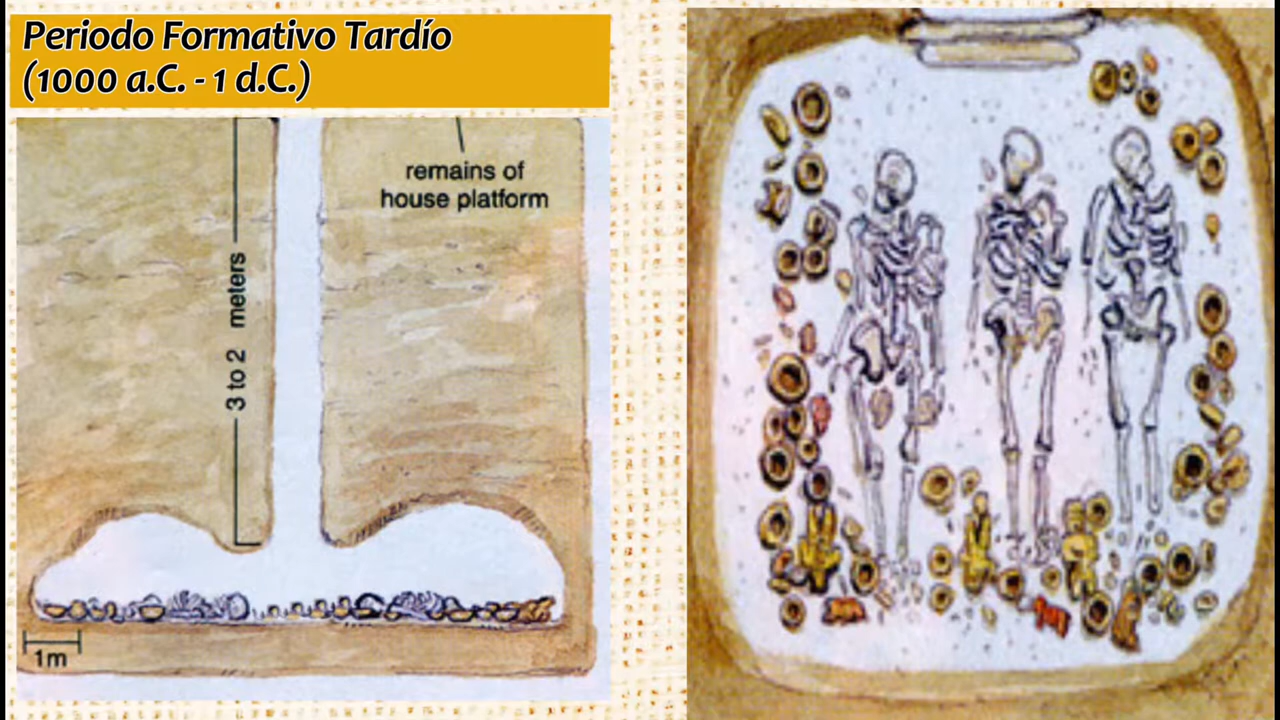 Periodo Formativo Tardío
(1000 a.C. - 1 d.C.)
remains of
house platform
3 to 2 meters
1m